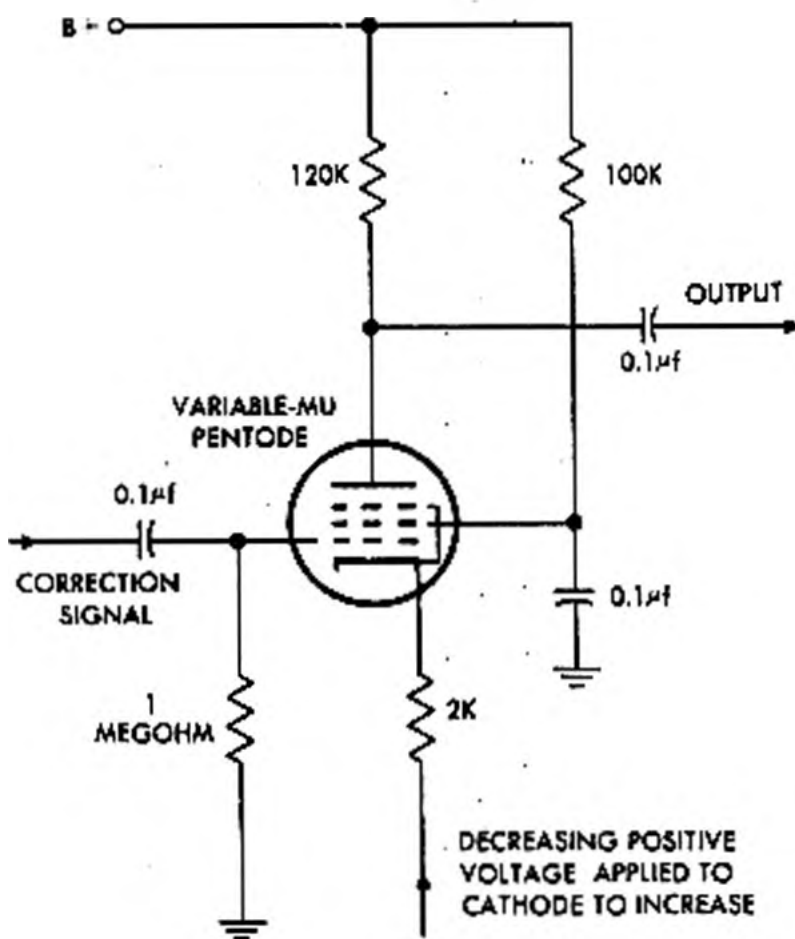 B +
120K
100K
OUTPUT
0.1µf
VARIABLE-MU
PENTODE
0.1µf
CORRECTION
SIGNAL
0.1µf
1
MEGOHM
2K
DECREASING POSITIVE
VOLTAGE APPLIED TO
CATHODE TO INCREASE